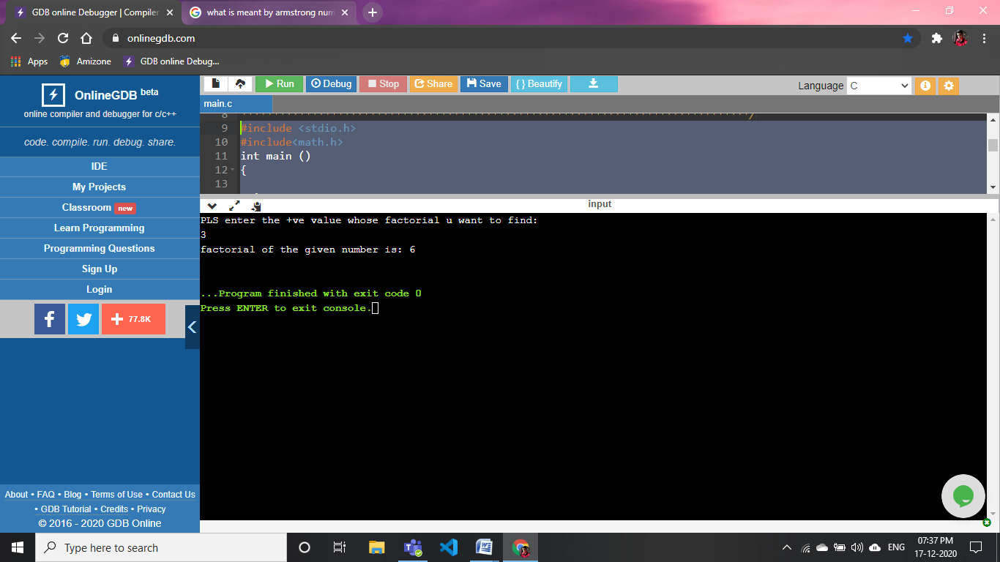 GDB online Debugger | Compiler
what is meant by armstrong num
onlinegdb.com
Apps
Amizone
GDB online Debug...
OnlineGDB beta
online compiler and debugger for c/c++
code. compile. run. debug. share.
IDE
My Projects
Classroom new
Learn Programming
Programming Questions
Sign Up
Login
77.8K
About • FAQ • Blog • Terms of Use • Contact Us
• GDB Tutorial • Credits • Privacy
© 2016 - 2020 GDB Online
Run
Debug
Stop
Share
Save
{ } Beautify
Language C
main.c
8
9 #include <stdio.h>
10 #include<math.h>
11 int main ()
12 {
13
input
PLS enter the +ve value whose factorial u want to find:
3
factorial of the given number is: 6
...Program finished with exit code 0
Press ENTER to exit console.
Type here to search
ENG
07:37 PM
17-12-2020